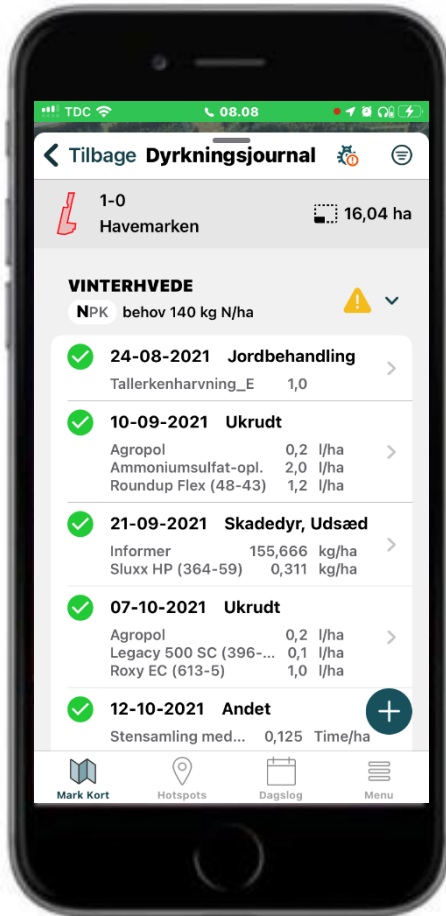 TDC 08.08
Tilbage Dyrkningsjournal
1-0
Havemarken
16,04 ha
VINTERHVEDE
NPK behov 140 kg N/ha
24-08-2021 Jordbehandling
Tallerkenharvning_E 1,0
10-09-2021 Ukrudt
Agropol 0,2 l/ha
Ammoniumsulfat-opl. 2,0 l/ha
Roundup Flex (48-43) 1,2 l/ha
21-09-2021 Skadedyr, Udsæd
Informer 155,666 kg/ha
Sluxx HP (364-59) 0,311 kg/ha
07-10-2021 Ukrudt
Agropol 0,2 l/ha
Legacy 500 SC (396-... 0,1 l/ha
Roxy EC (613-5) 1,0 l/ha
12-10-2021 Andet
Stensamling med... 0,125 Time/ha
Mark Kort Hotspots Dagslog Menu